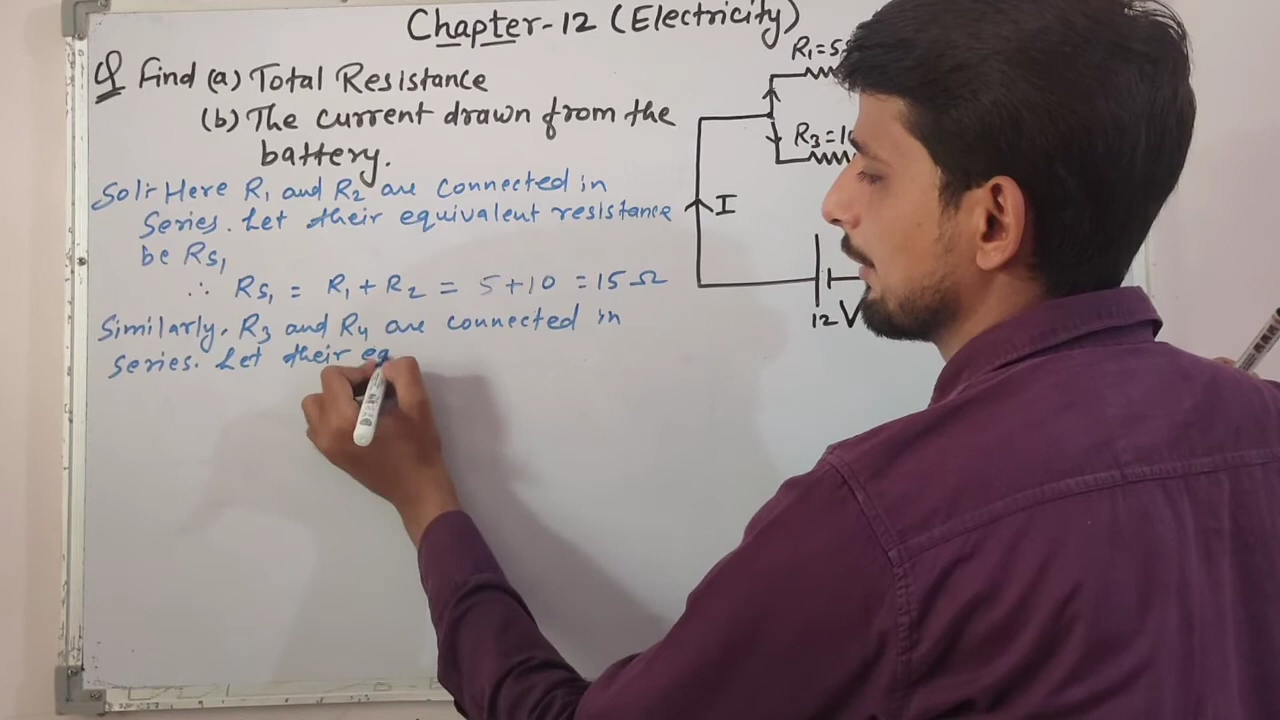 Chapter-12 (Electricity)
Q Find (a) Total Resistance
(b) The current drawn from the
battery.
Sol:- Here R1 and R2 are connected in
Series. Let their equivalent resistance
be RS1
∴ RS1 = R1 + R2 = 5+10 = 15 Ω
Similarly, R3 and R4 are connected in
Series. Let their eq
R1=5
R3=1
I
12V